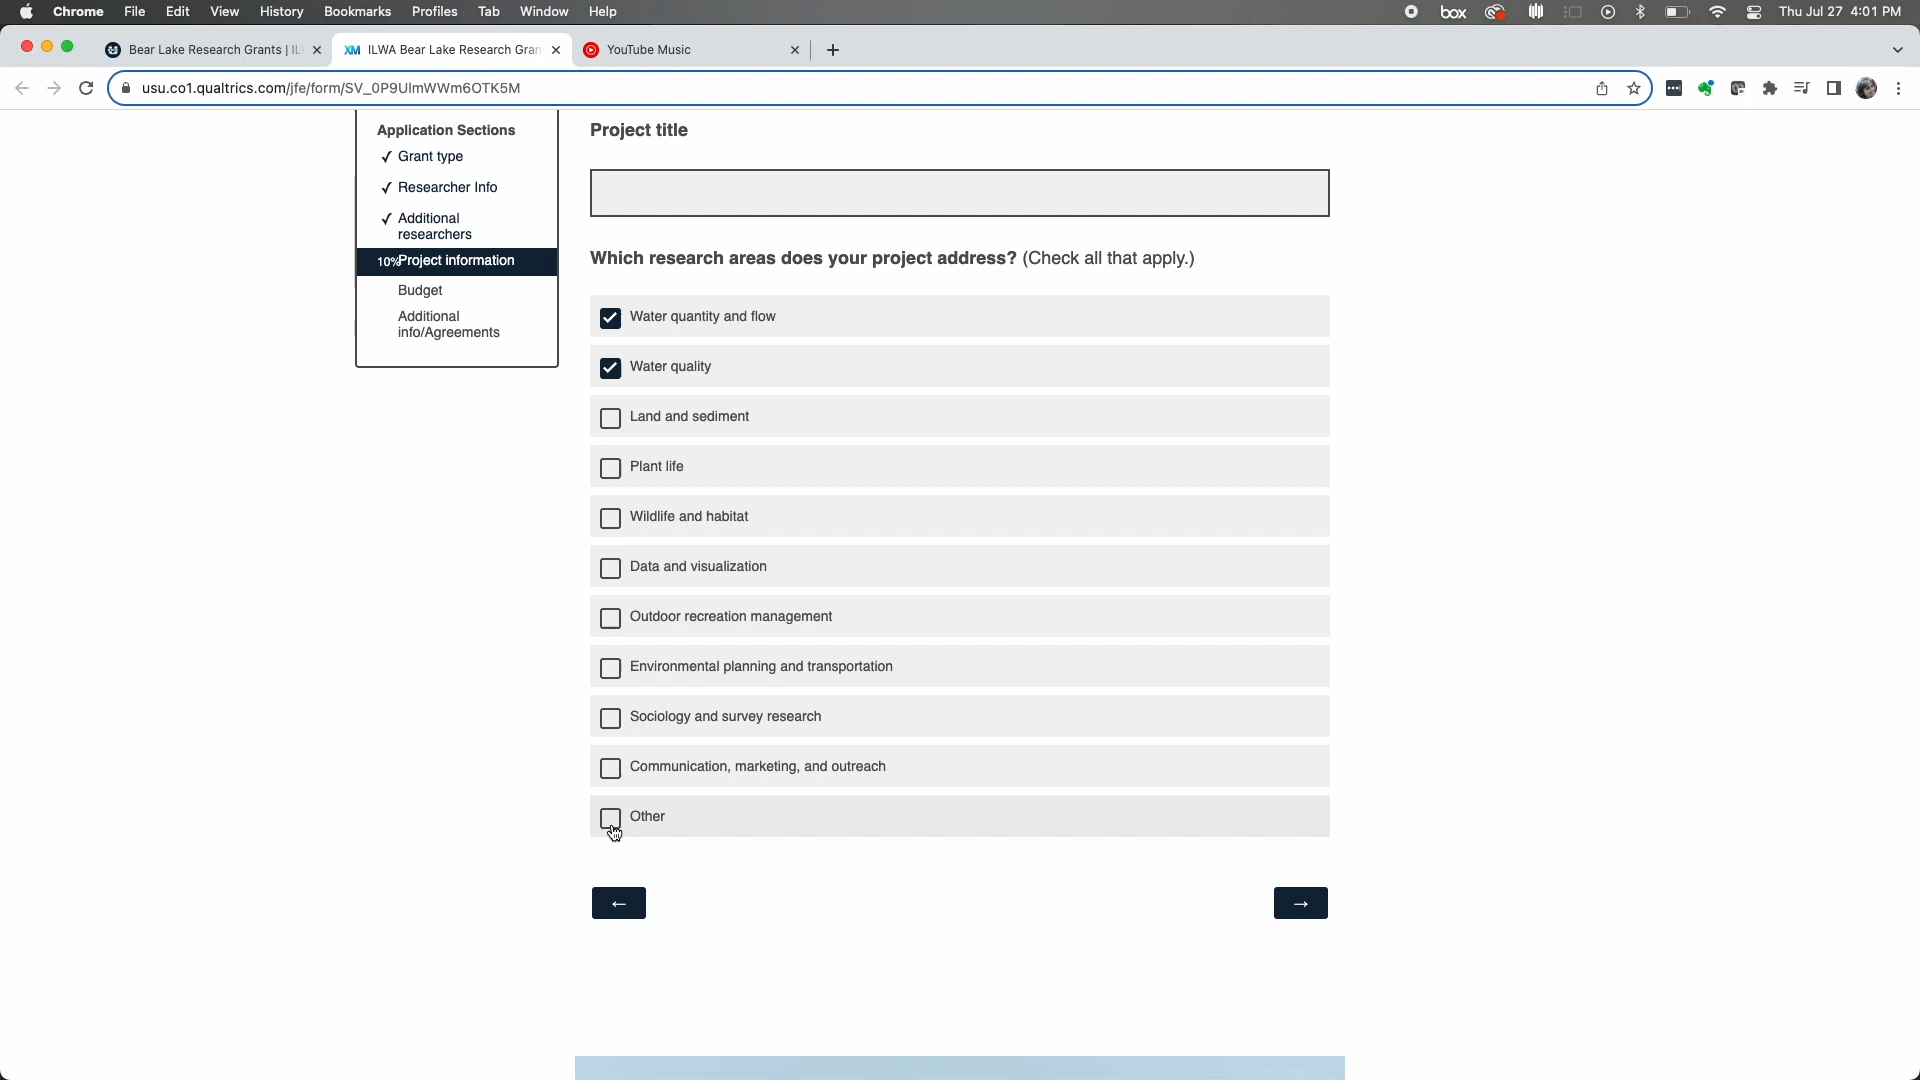 Chrome File Edit View History Bookmarks Profiles Tab Window Help box Thu Jul 27 4:01 PM
Bear Lake Research Grants | IL XM ILWA Bear Lake Research Gran YouTube Music
usu.co1.qualtrics.com/jfe/form/SV_0P9UlmWWm6OTK5M
Application Sections
✓ Grant type
✓ Researcher Info
✓ Additional
researchers
10% Project information
Budget
Additional
info/Agreements
Project title
Which research areas does your project address? (Check all that apply.)
Water quantity and flow
Water quality
Land and sediment
Plant life
Wildlife and habitat
Data and visualization
Outdoor recreation management
Environmental planning and transportation
Sociology and survey research
Communication, marketing, and outreach
Other
← →